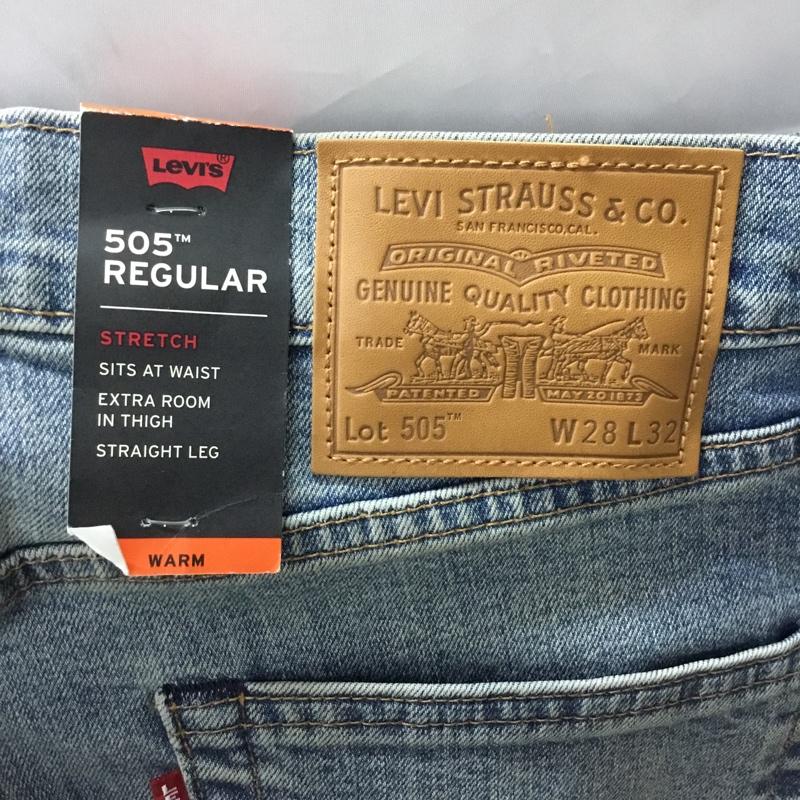 LEVI'S®
505™
REGULAR
STRETCH
SITS AT WAIST
EXTRA ROOM
IN THIGH
STRAIGHT LEG
WARM
LEVI STRAUSS & CO.
SAN FRANCISCO, CAL.
ORIGINAL RIVETED
GENUINE QUALITY CLOTHING
TRADE MARK
PATENTED MAY 20 1873
Lot 505™ W28 L32